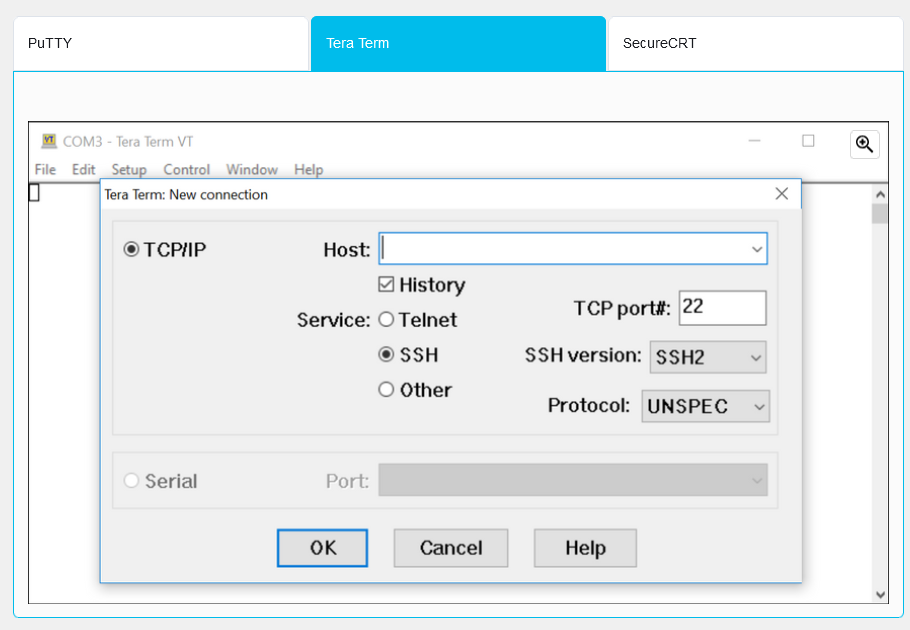 PuTTY
Tera Term
SecureCRT
VT COM3 - Tera Term VT
File Edit Setup Control Window Help
Tera Term: New connection
TCP/IP
Host:
History
Service: Telnet
TCP port#: 22
SSH
SSH version: SSH2
Other
Protocol: UNSPEC
Serial
Port:
OK
Cancel
Help